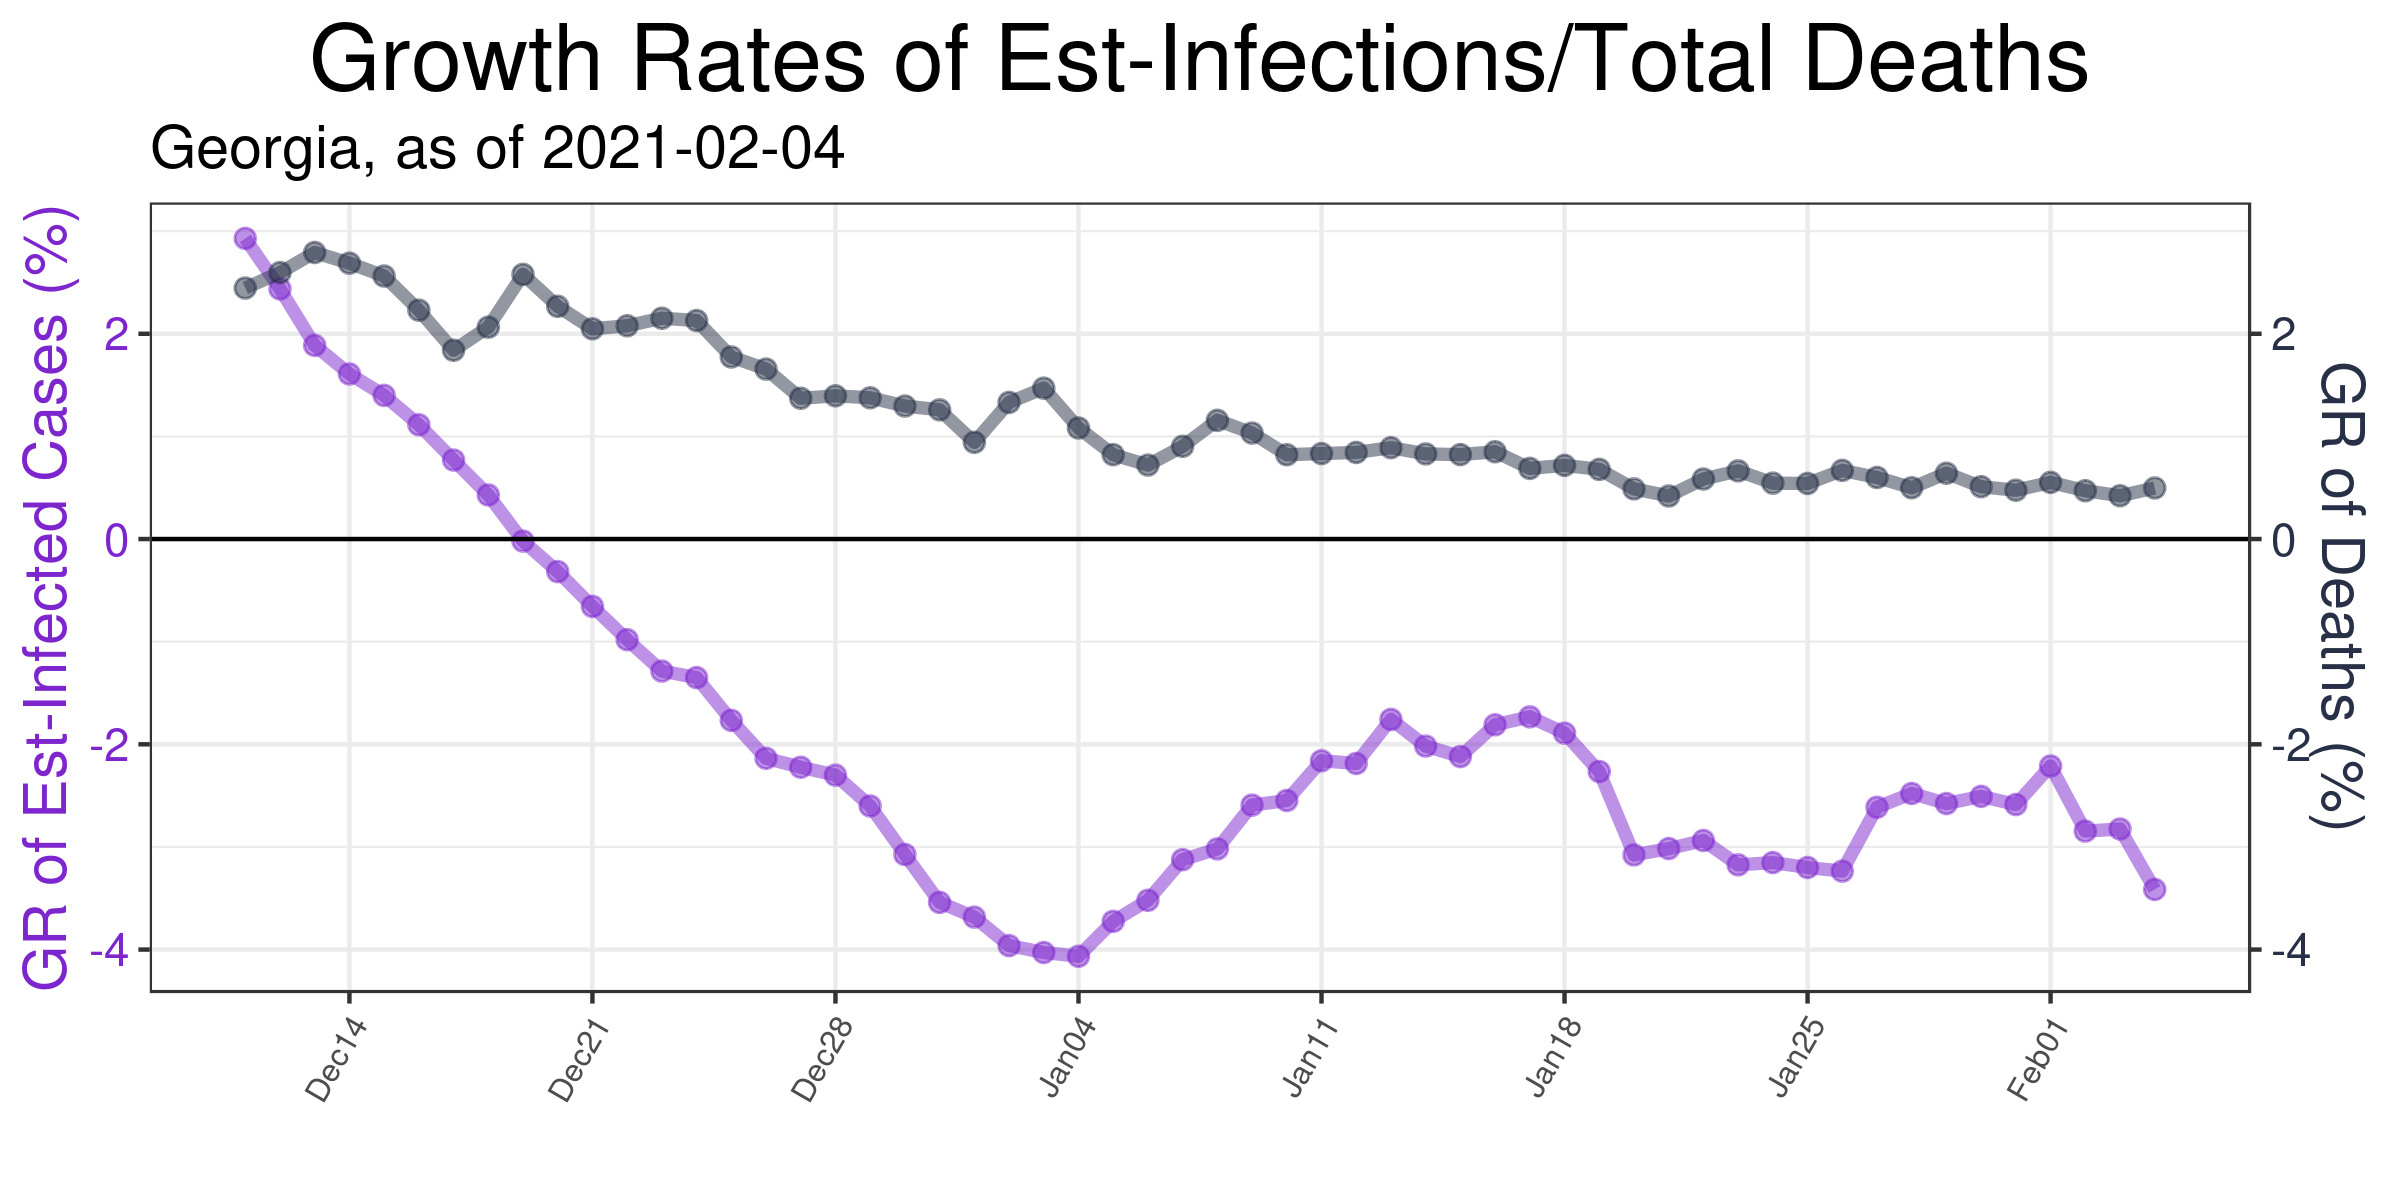 Growth Rates of Est-Infections/Total Deaths
Georgia, as of 2021-02-04
GR of Est-Infected Cases (%)
2
0
-2
-4
2
0
-2
-4
GR of Deaths (%)
Dec14
Dec21
Dec28
Jan04
Jan11
Jan18
Jan25
Feb01